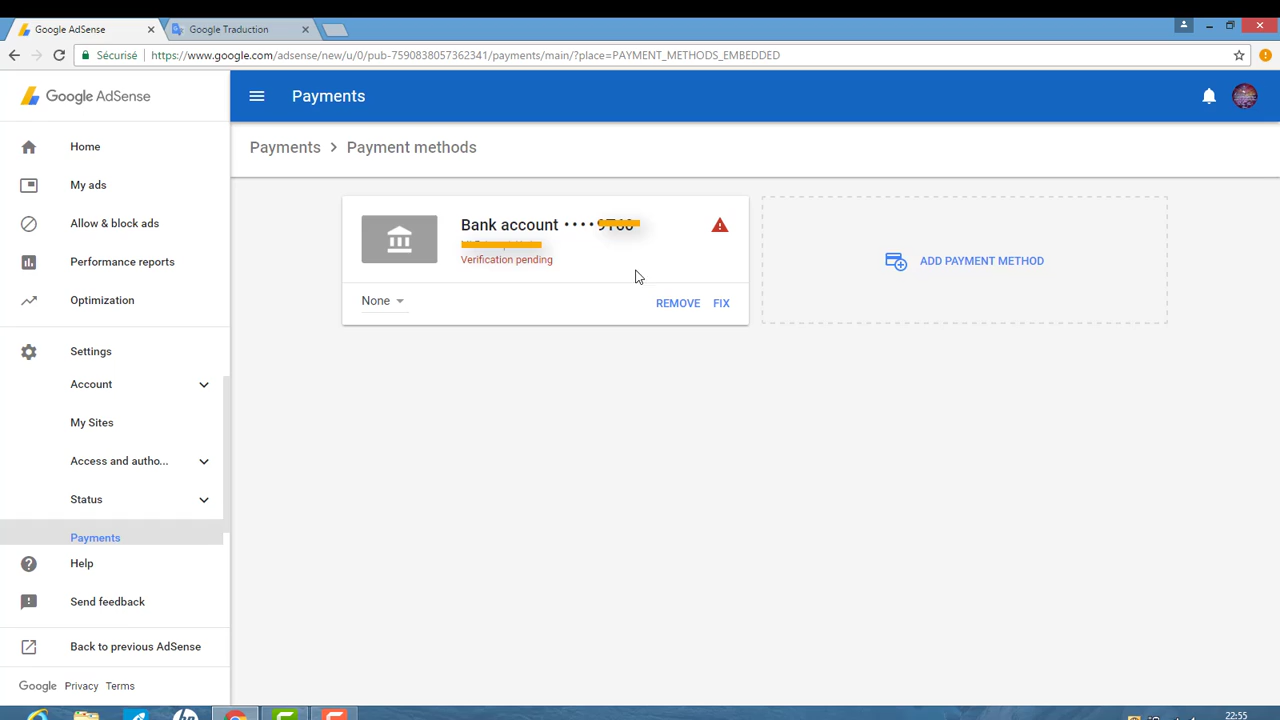 Google AdSense
Google Traduction
Sécurisé
https://www.google.com/adsense/new/u/0/pub-7590838057362341/payments/main/?place=PAYMENT_METHODS_EMBEDDED
Google AdSense
Payments
Home
My ads
Allow & block ads
Performance reports
Optimization
Settings
Account
My Sites
Access and autho...
Status
Payments
Help
Send feedback
Back to previous AdSense
Google Privacy Terms
Payments > Payment methods
Bank account ••••
Verification pending
None
REMOVE FIX
ADD PAYMENT METHOD
hp
22:55